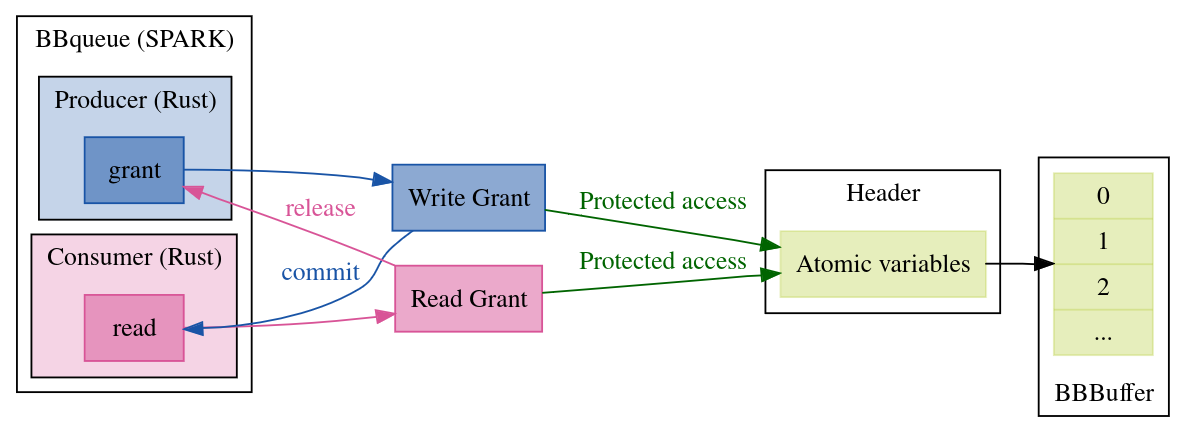 BBqueue (SPARK)
Producer (Rust)
grant
Consumer (Rust)
read
release
commit
Write Grant
Read Grant
Protected access
Protected access
Header
Atomic variables
0
1
2
...
BBBuffer